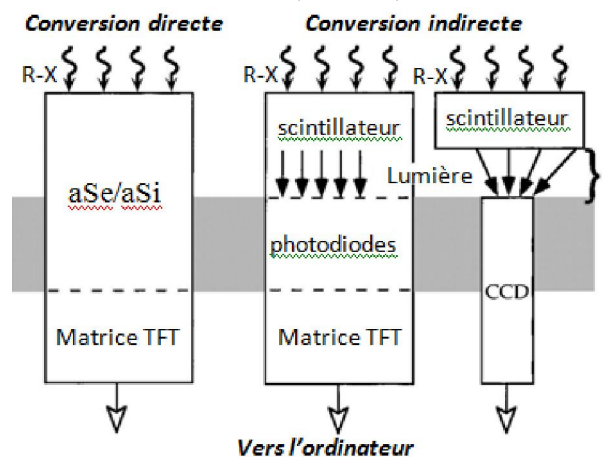 Conversion directe
Conversion indirecte
R-X
R-X
R-X
scintillateur
scintillateur
Lumière
aSe/aSi
photodiodes
CCD
Matrice TFT
Matrice TFT
Vers l'ordinateur